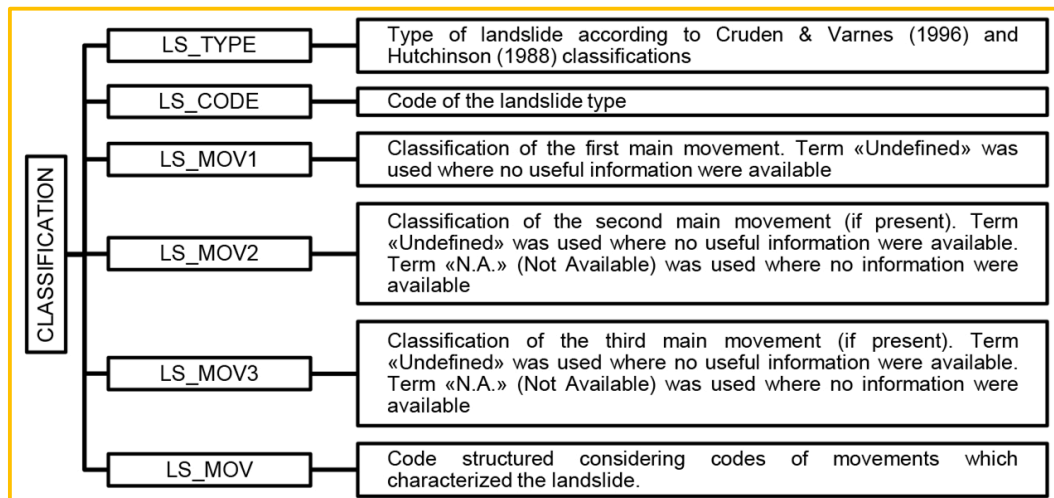 CLASSIFICATION
LS_TYPE
Type of landslide according to Cruden & Varnes (1996) and
Hutchinson (1988) classifications
LS_CODE
Code of the landslide type
LS_MOV1
Classification of the first main movement. Term «Undefined» was
used where no useful information were available
LS_MOV2
Classification of the second main movement (if present). Term
«Undefined» was used where no useful information were available.
Term «N.A.» (Not Available) was used where no information were
available
LS_MOV3
Classification of the third main movement (if present). Term
«Undefined» was used where no useful information were available.
Term «N.A.» (Not Available) was used where no information were
available
LS_MOV
Code structured considering codes of movements which
characterized the landslide.